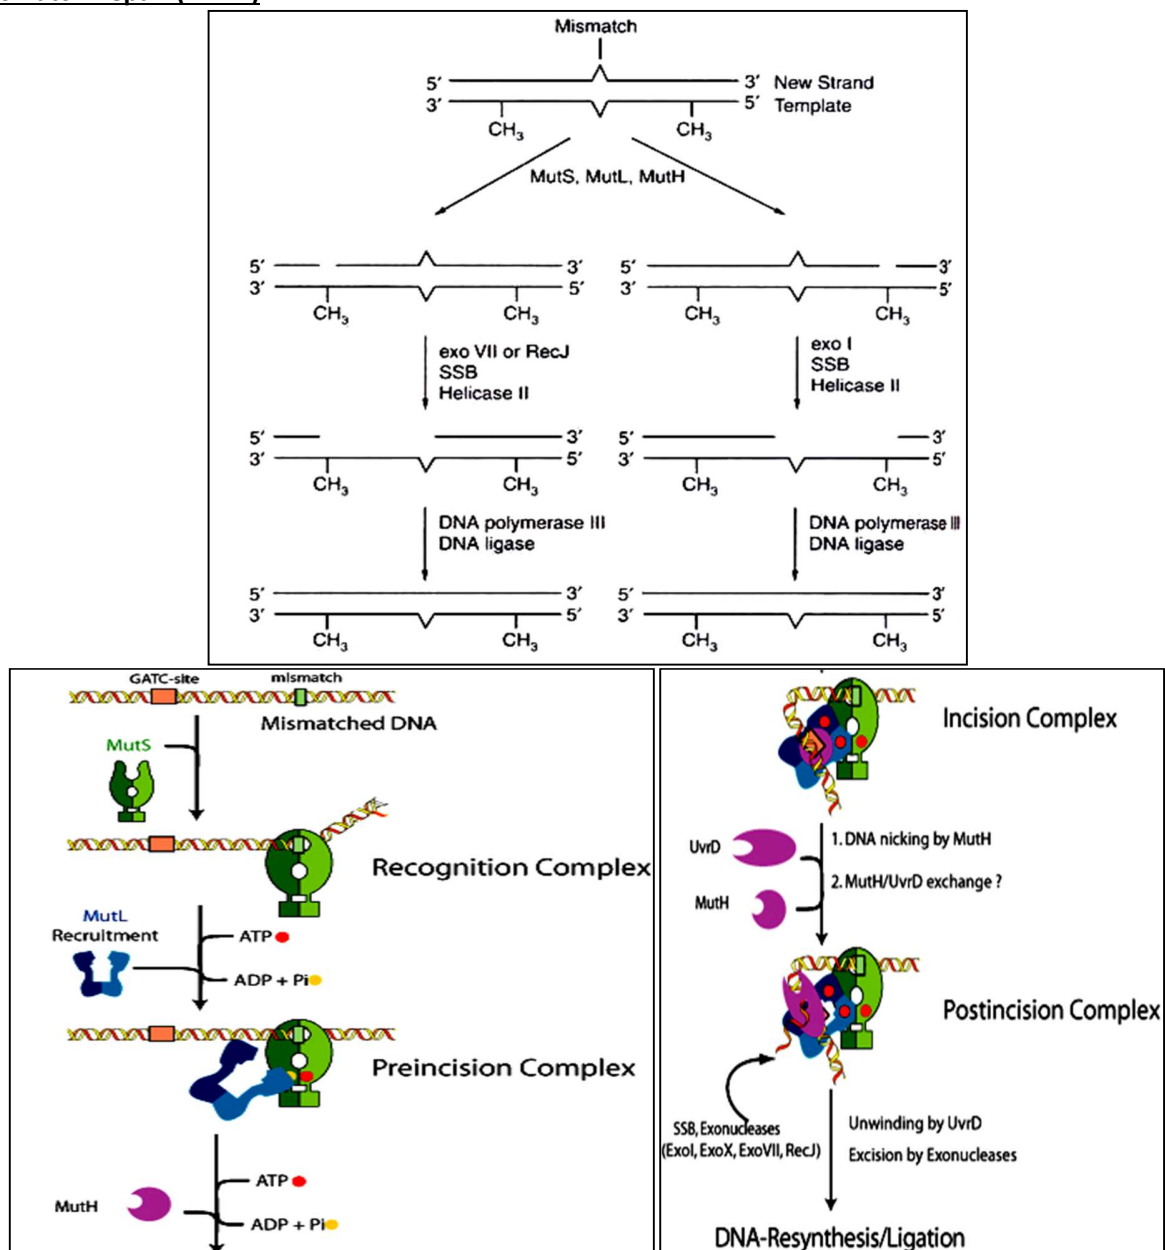 Mismatch
5′ 3′ New Strand
3′ 5′ Template
CH3 CH3
MutS, MutL, MutH
5′ 3′ 5′ 3′
3′ 5′ 3′ 5′
CH3 CH3 CH3 CH3
exo VII or RecJ
SSB
Helicase II
exo I
SSB
Helicase II
5′ 3′ 5′ 3′
3′ 5′ 3′ 5′
CH3 CH3 CH3 CH3
DNA polymerase III
DNA ligase
DNA polymerase III
DNA ligase
5′ 3′ 5′ 3′
3′ 5′ 3′ 5′
CH3 CH3 CH3 CH3
GATC-site mismatch
Mismatched DNA
MutS
Recognition Complex
MutL
Recruitment
ATP
ADP + Pi
Preincision Complex
ATP
MutH
ADP + Pi
Incision Complex
UvrD
1. DNA nicking by MutH
2. MutH/UvrD exchange ?
MutH
Postincision Complex
SSB, Exonucleases
(ExoI, ExoX, ExoVII, RecJ)
Unwinding by UvrD
Excision by Exonucleases
DNA-Resynthesis/Ligation